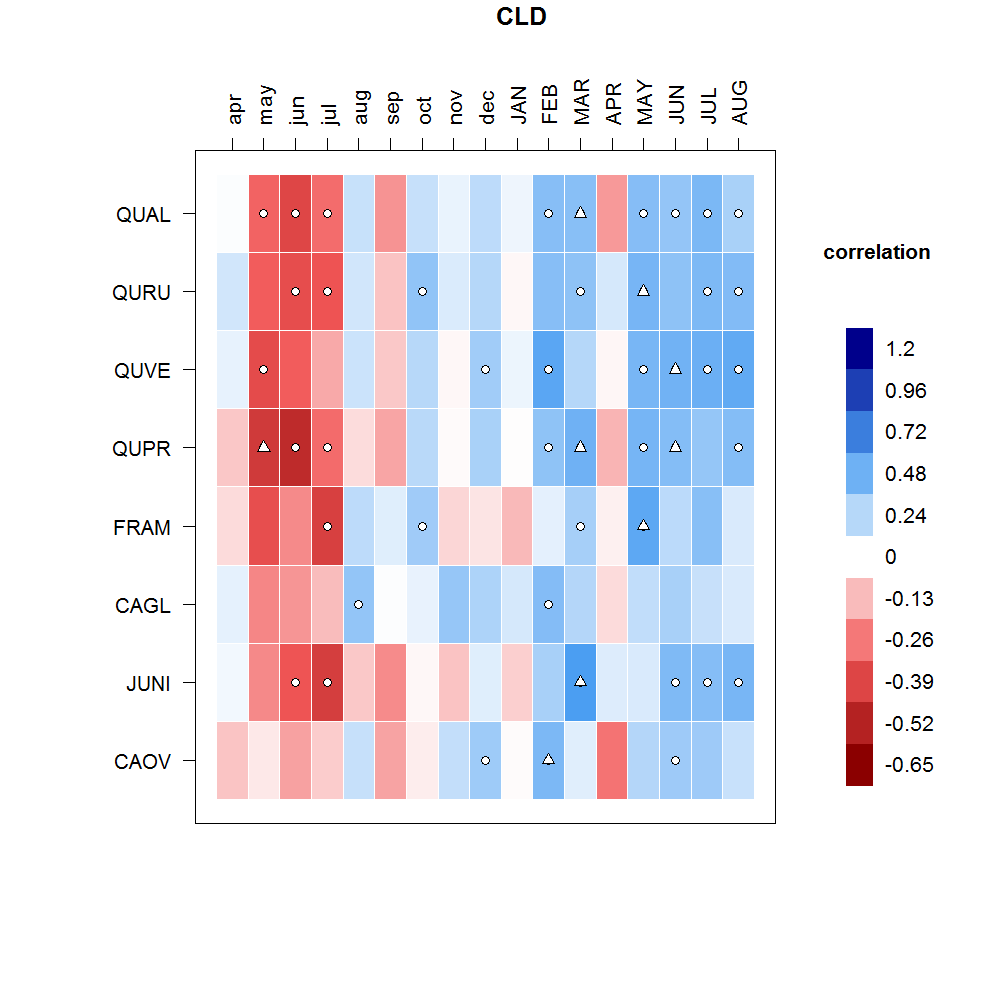 CLD
apr may jun jul aug sep oct nov dec JAN FEB MAR APR MAY JUN JUL AUG
QUAL
QURU
QUVE
QUPR
FRAM
CAGL
JUNI
CAOV
correlation
1.2
0.96
0.72
0.48
0.24
0
-0.13
-0.26
-0.39
-0.52
-0.65